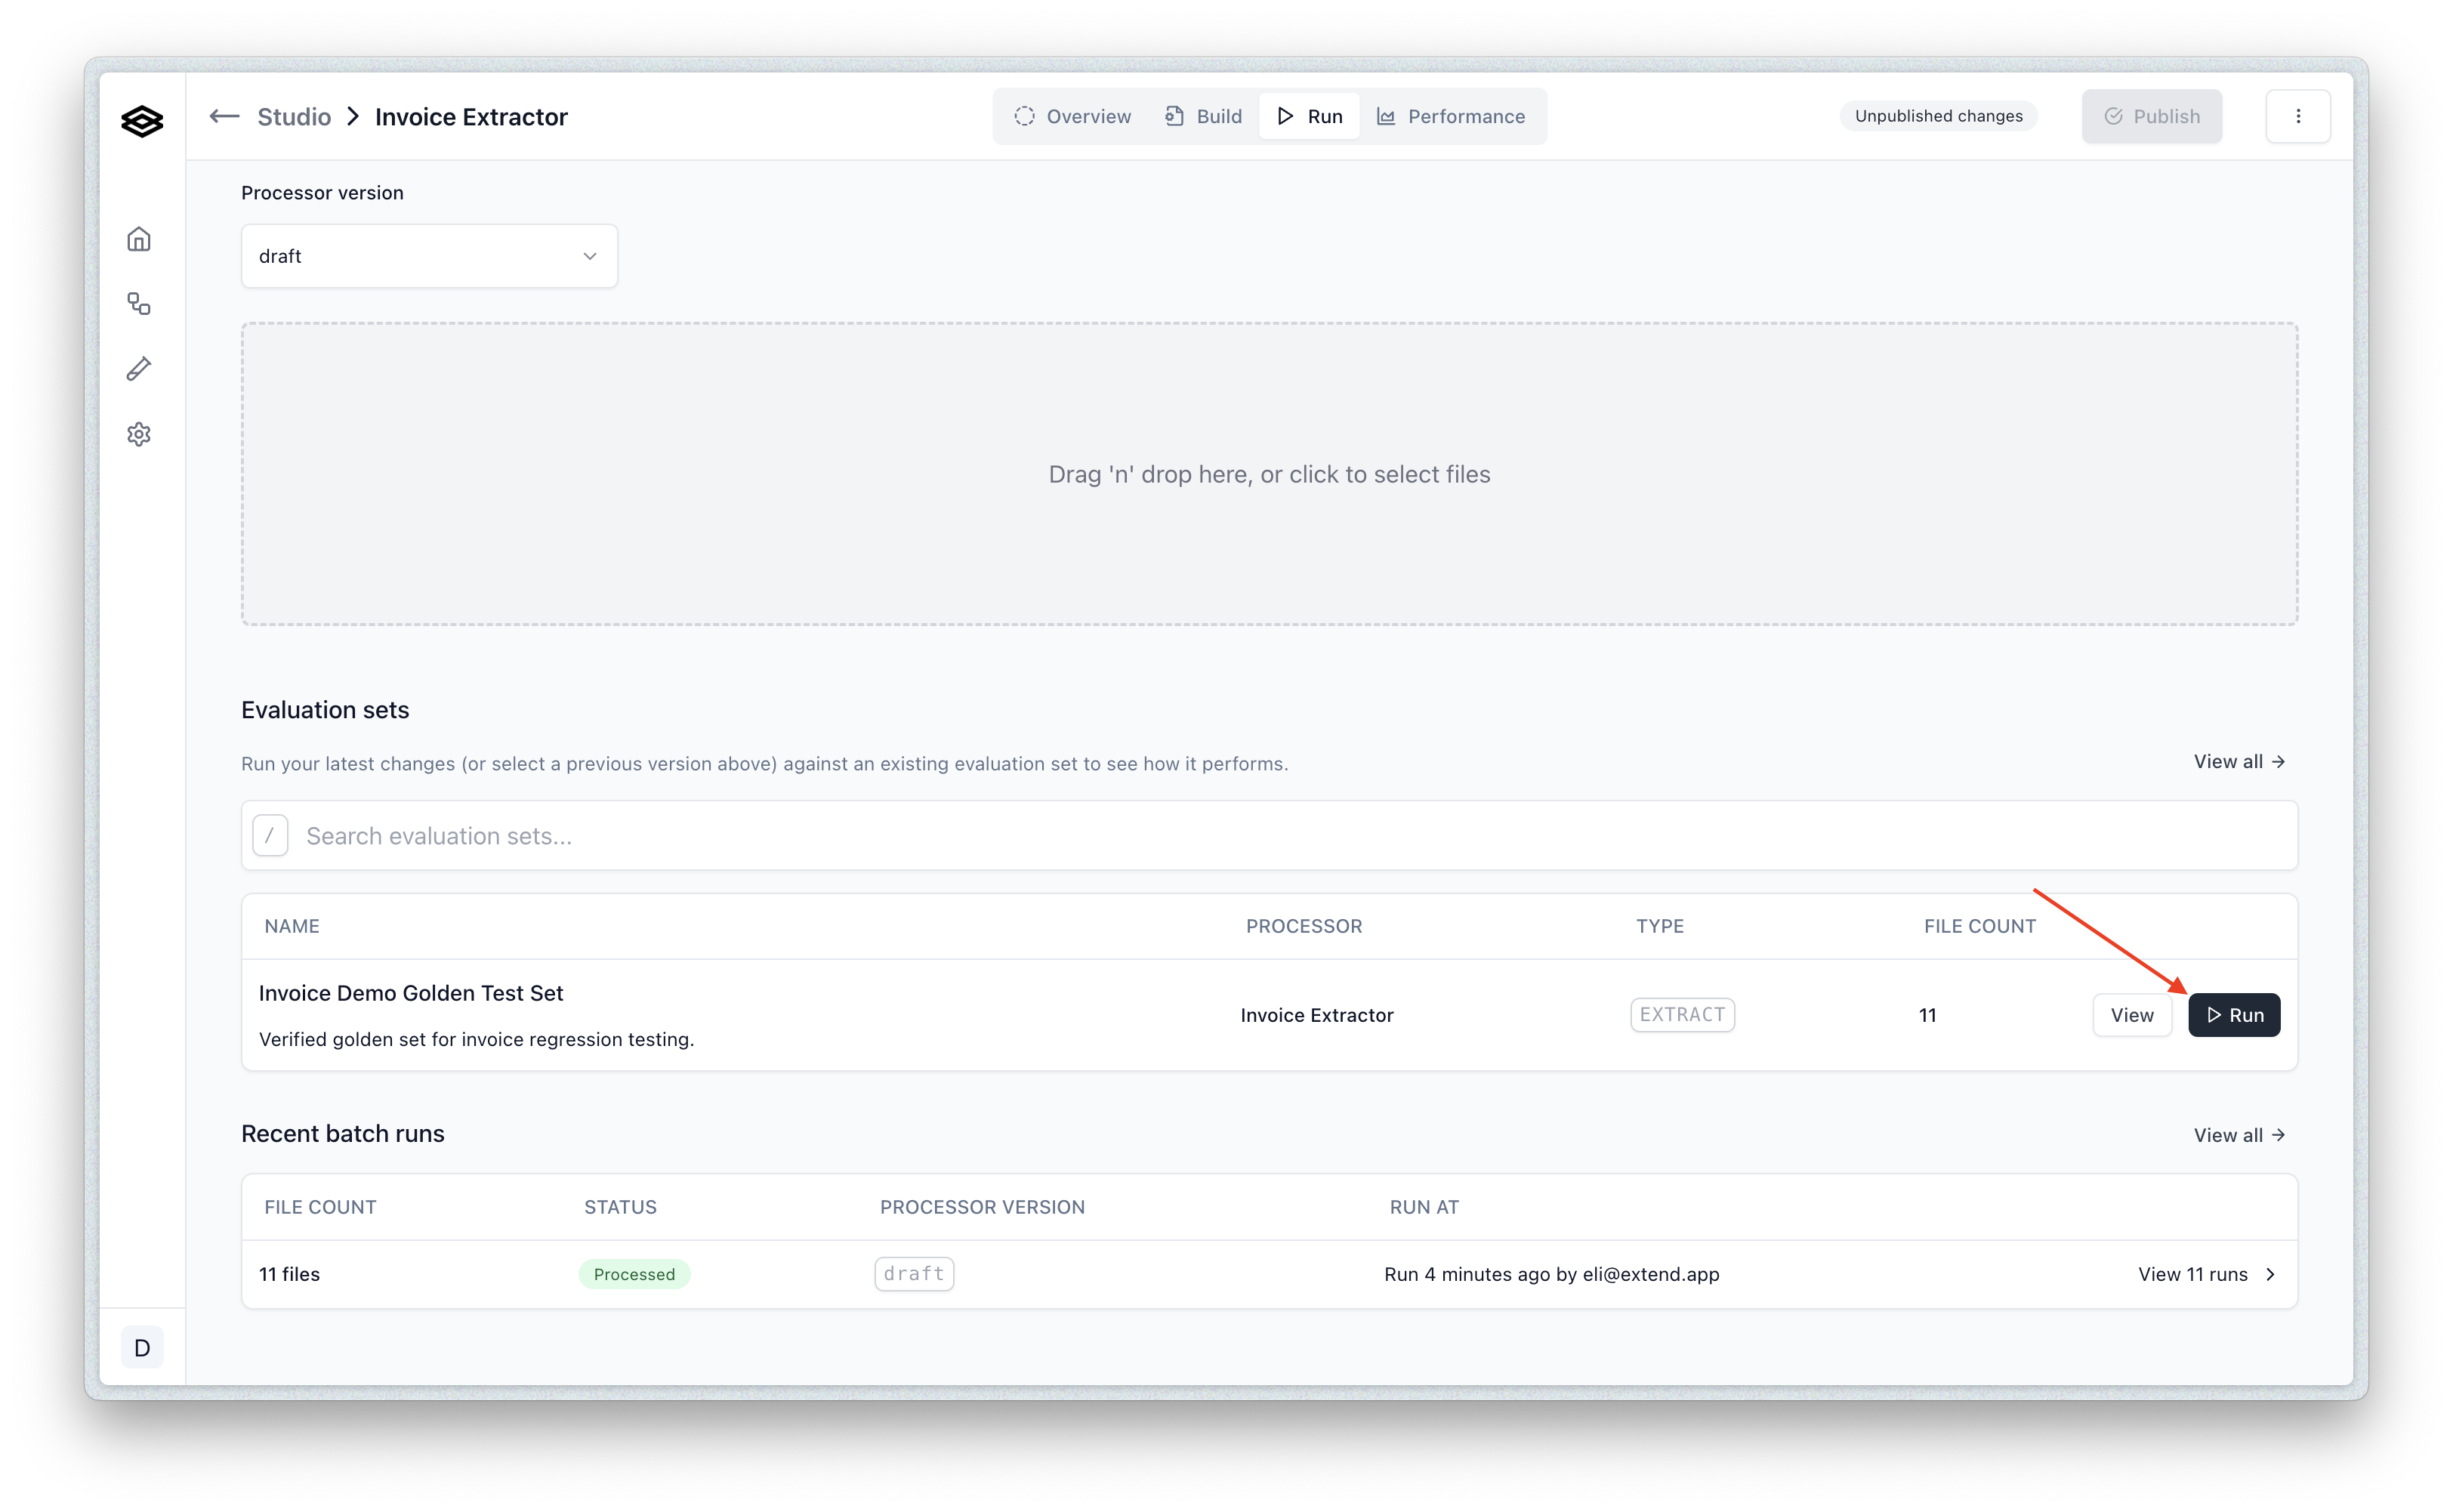 Studio > Invoice Extractor
Overview Build Run Performance
Unpublished changes
Publish
Processor version
draft
Drag 'n' drop here, or click to select files
Evaluation sets
Run your latest changes (or select a previous version above) against an existing evaluation set to see how it performs.
View all →
/ Search evaluation sets...
NAME PROCESSOR TYPE FILE COUNT
Invoice Demo Golden Test Set
Verified golden set for invoice regression testing.
Invoice Extractor EXTRACT 11 View Run
Recent batch runs
View all →
FILE COUNT STATUS PROCESSOR VERSION RUN AT
11 files Processed draft Run 4 minutes ago by eli@extend.app View 11 runs >
D